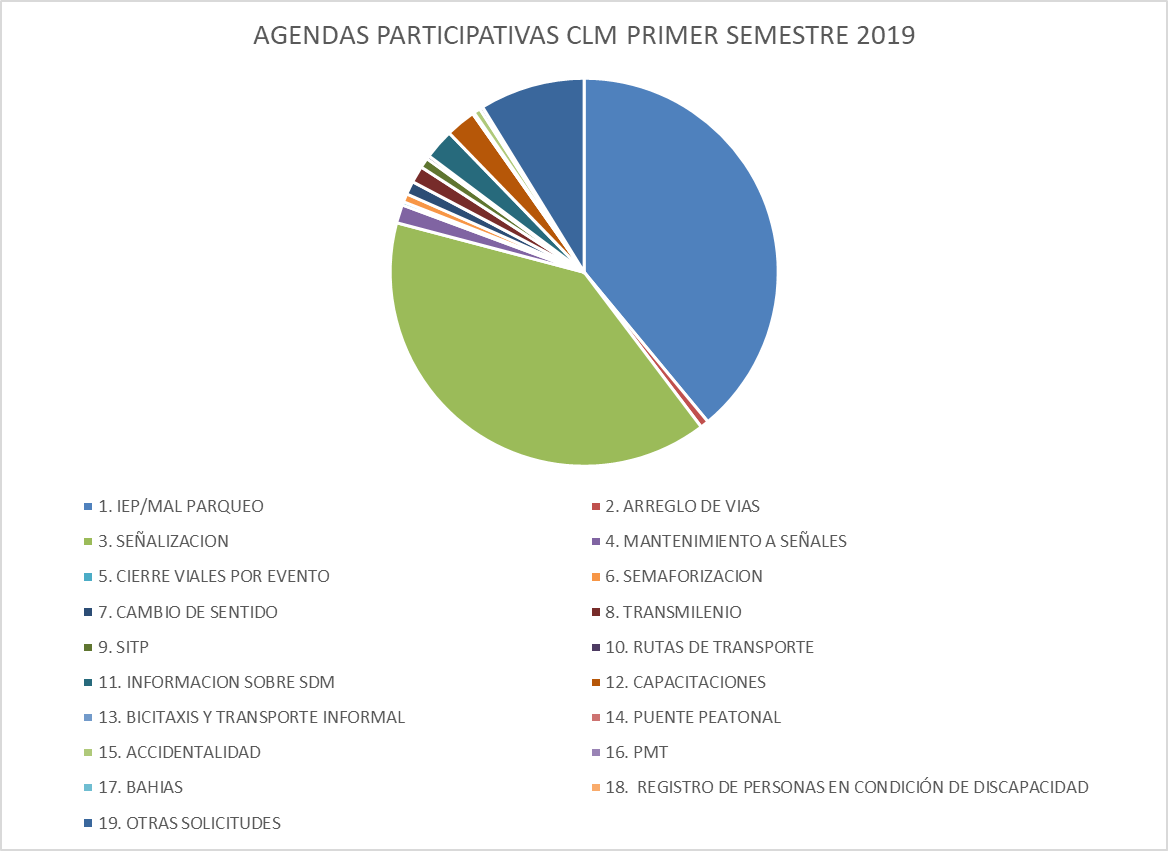 AGENDAS PARTICIPATIVAS CLM PRIMER SEMESTRE 2019
1. IEP/MAL PARQUEO
2. ARREGLO DE VIAS
3. SEÑALIZACION
4. MANTENIMIENTO A SEÑALES
5. CIERRE VIALES POR EVENTO
6. SEMAFORIZACION
7. CAMBIO DE SENTIDO
8. TRANSMILENIO
9. SITP
10. RUTAS DE TRANSPORTE
11. INFORMACION SOBRE SDM
12. CAPACITACIONES
13. BICITAXIS Y TRANSPORTE INFORMAL
14. PUENTE PEATONAL
15. ACCIDENTALIDAD
16. PMT
17. BAHIAS
18.  REGISTRO DE PERSONAS EN CONDICIÓN DE DISCAPACIDAD
19. OTRAS SOLICITUDES